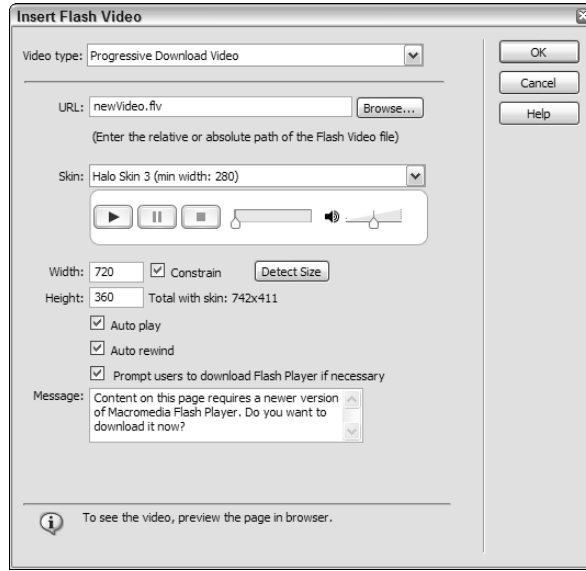 Insert Flash Video
Video type: Progressive Download Video
OK
Cancel
Help
URL: newVideo.flv Browse...
(Enter the relative or absolute path of the Flash Video file)
Skin: Halo Skin 3 (min width: 280)
Width: 720 Constrain Detect Size
Height: 360 Total with skin: 742x411
Auto play
Auto rewind
Prompt users to download Flash Player if necessary
Message: Content on this page requires a newer version
of Macromedia Flash Player. Do you want to
download it now?
To see the video, preview the page in browser.